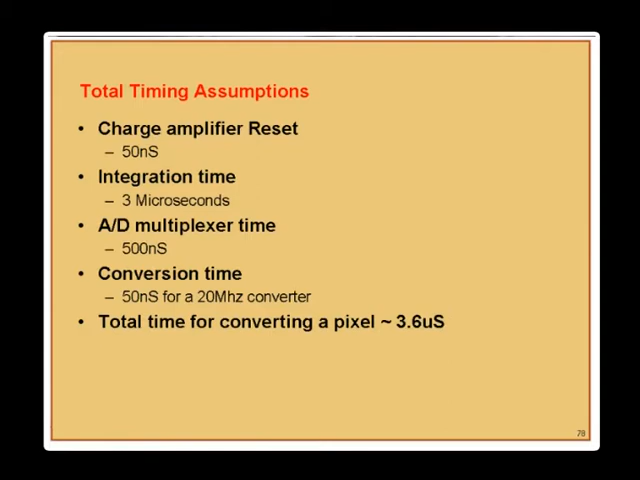 Total Timing Assumptions
• Charge amplifier Reset
– 50nS
• Integration time
– 3 Microseconds
• A/D multiplexer time
– 500nS
• Conversion time
– 50nS for a 20Mhz converter
• Total time for converting a pixel ~ 3.6uS
79